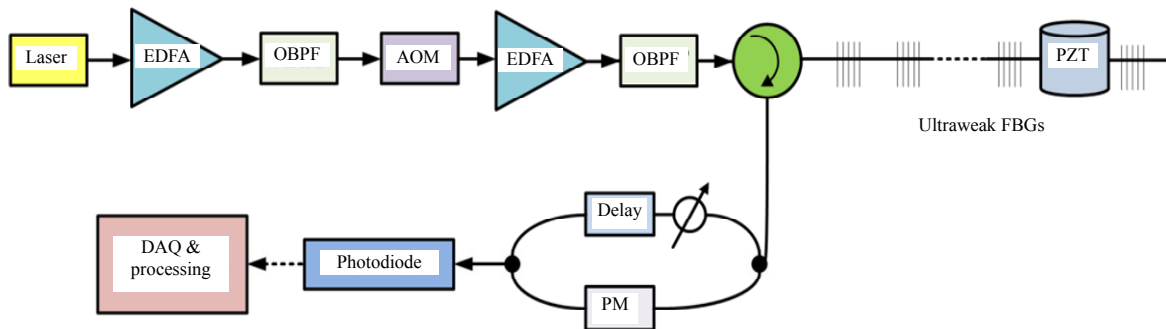 Laser
EDFA
OBPF
AOM
EDFA
OBPF
PZT
Ultraweak FBGs
Delay
DAQ &
processing
Photodiode
PM